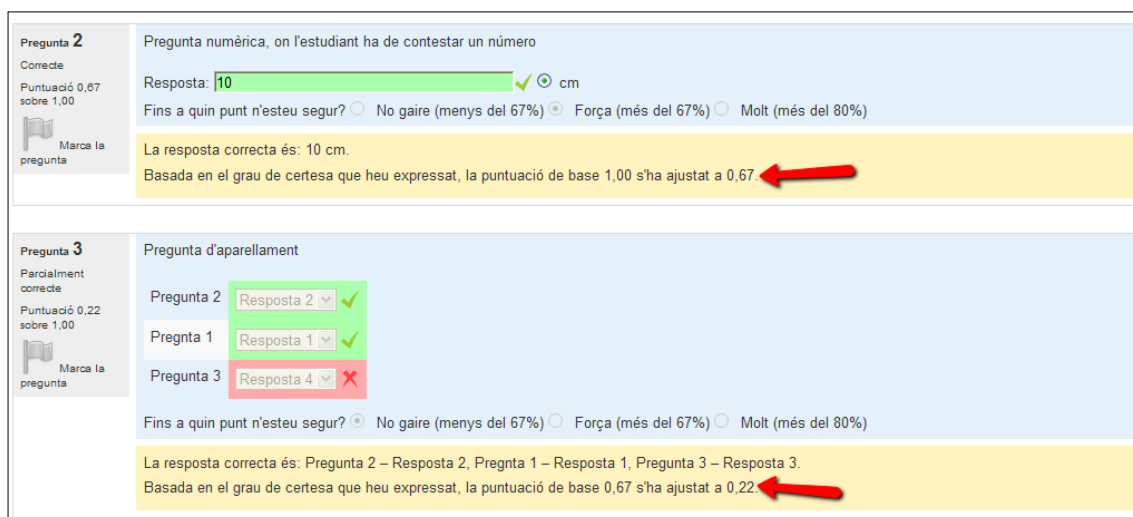 Pregunta 2
Correcte
Puntuació 0,67
sobre 1,00
Marca la
pregunta
Pregunta numèrica, on l'estudiant ha de contestar un número
Resposta: 10 cm
Fins a quin punt n'esteu segur? No gaire (menys del 67%) Força (més del 67%) Molt (més del 80%)
La resposta correcta és: 10 cm.
Basada en el grau de certesa que heu expressat, la puntuació de base 1,00 s'ha ajustat a 0,67.
Pregunta 3
Parcialment
correcte
Puntuació 0,22
sobre 1,00
Marca la
pregunta
Pregunta d'aparellament
Pregunta 2 Resposta 2
Pregnta 1 Resposta 1
Pregunta 3 Resposta 4
Fins a quin punt n'esteu segur? No gaire (menys del 67%) Força (més del 67%) Molt (més del 80%)
La resposta correcta és: Pregunta 2 – Resposta 2, Pregnta 1 – Resposta 1, Pregunta 3 – Resposta 3.
Basada en el grau de certesa que heu expressat, la puntuació de base 0,67 s'ha ajustat a 0,22.